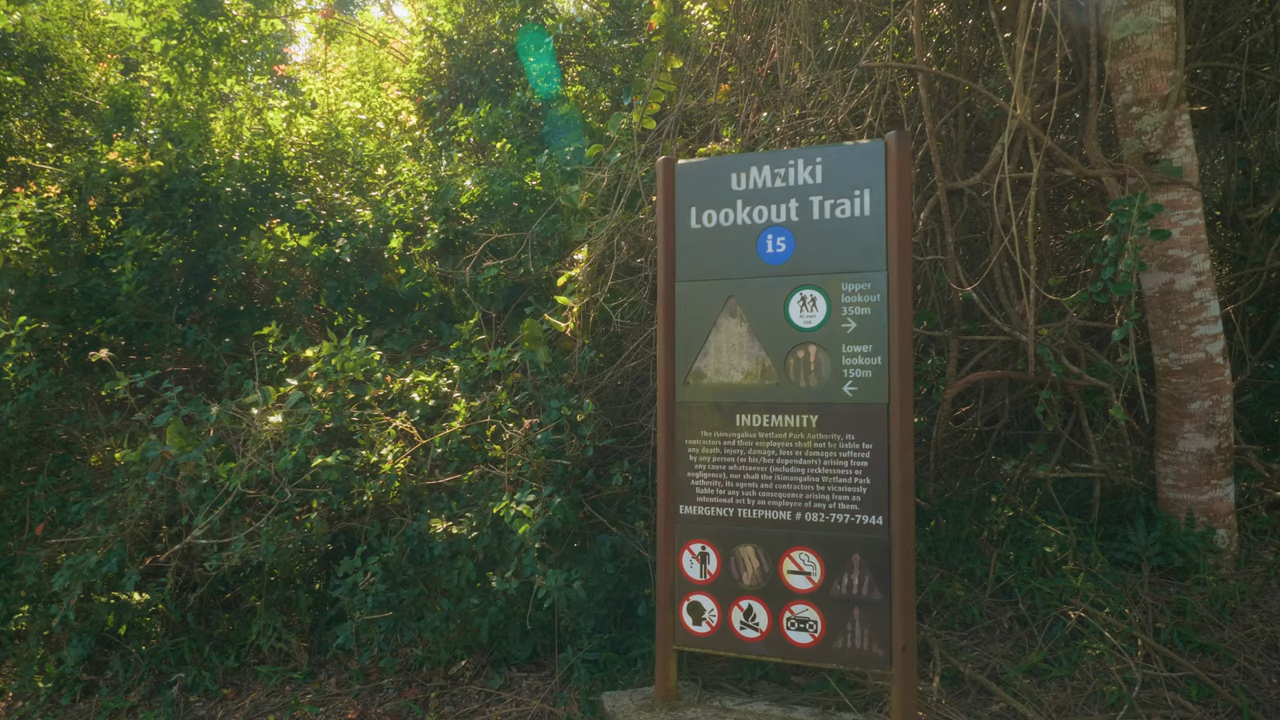 uMziki
Lookout Trail
i5
At own
risk
Upper
lookout
350m
Lower
lookout
150m
INDEMNITY
The iSimangaliso Wetland Park Authority, its
contractors and their employees shall not be liable for
any death, injury, damage, loss or damages suffered
by any person (or his/her dependants) arising from
any cause whatsoever (including recklessness or
negligence), nor shall the iSimangaliso Wetland Park
Authority, its agents and contractors be vicariously
liable for any such consequence arising from an
intentional act by an employee of any of them.
EMERGENCY TELEPHONE # 082-797-7944